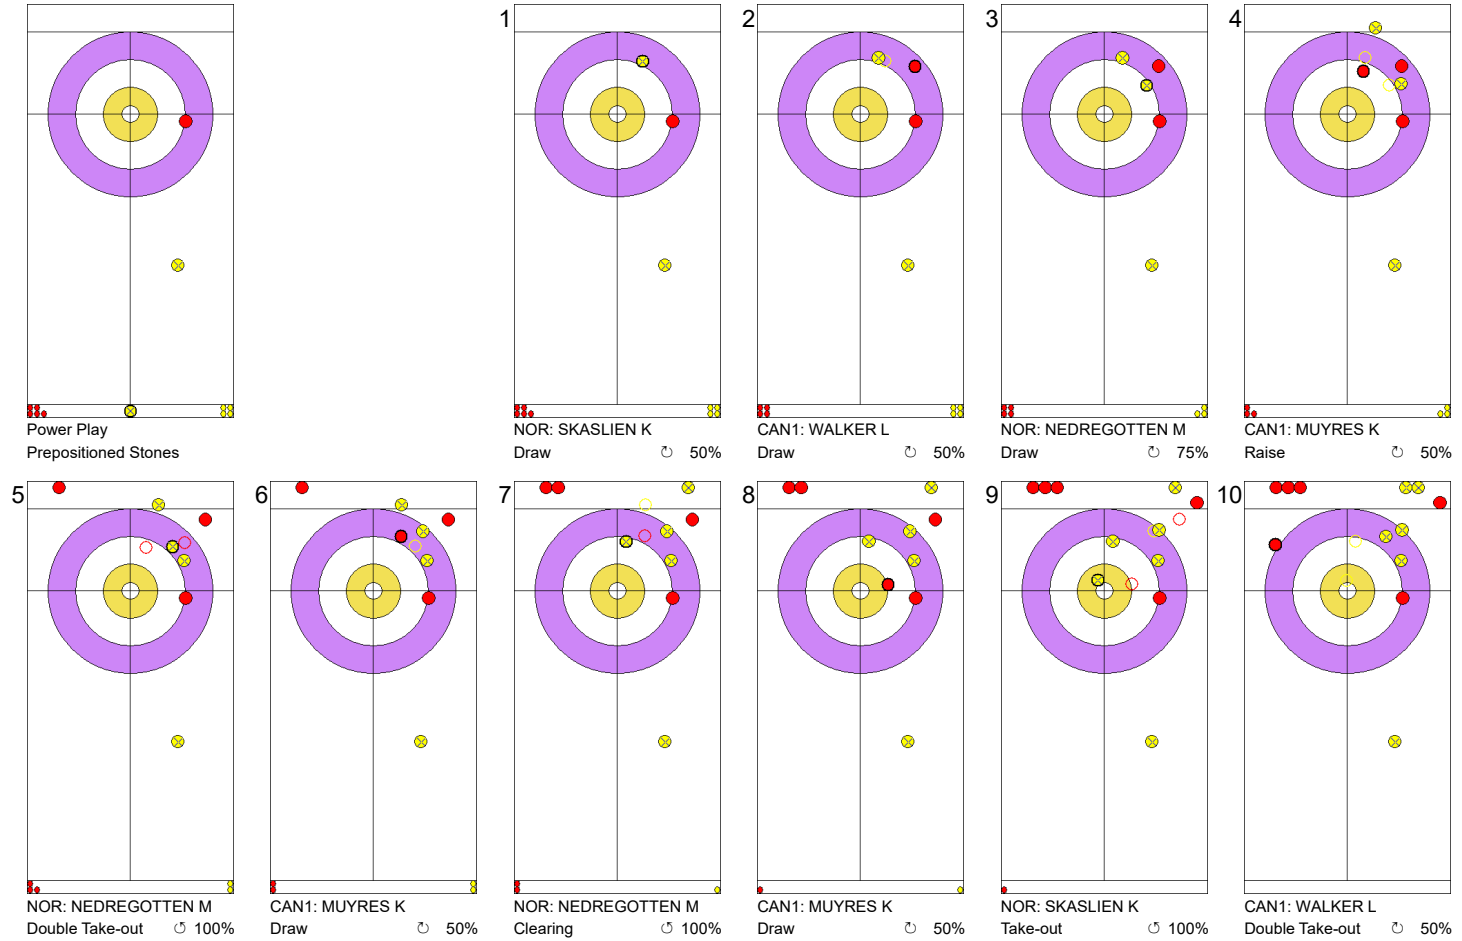 Power Play
Prepositioned Stones
1
NOR: SKASLIEN K
Draw ↻ 50%
2
CAN1: WALKER L
Draw ↻ 50%
3
NOR: NEDREGOTTEN M
Draw ↻ 75%
4
CAN1: MUYRES K
Raise ↻ 50%
5
NOR: NEDREGOTTEN M
Double Take-out ↺ 100%
6
CAN1: MUYRES K
Draw ↻ 50%
7
NOR: NEDREGOTTEN M
Clearing ↺ 100%
8
CAN1: MUYRES K
Draw ↻ 50%
9
NOR: SKASLIEN K
Take-out ↺ 100%
10
CAN1: WALKER L
Double Take-out ↻ 50%